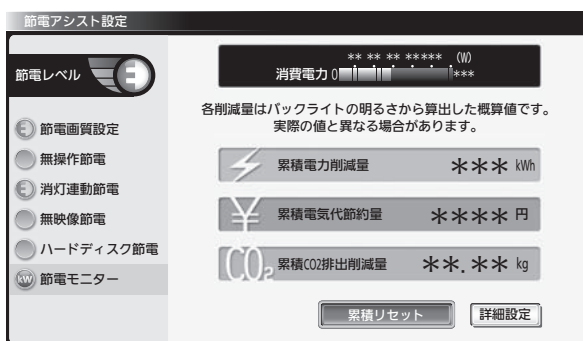 節電アシスト設定
節電レベル
節電画質設定
無操作節電
消灯連動節電
無映像節電
ハードディスク節電
kW 節電モニター
** ** ** ***** (W)
消費電力 0 ***
各削減量はバックライトの明るさから算出した概算値です。
実際の値と異なる場合があります。
累積電力削減量 *** kWh
¥ 累積電気代節約量 **** 円
CO2 累積CO2排出削減量 **.** kg
累積リセット 詳細設定